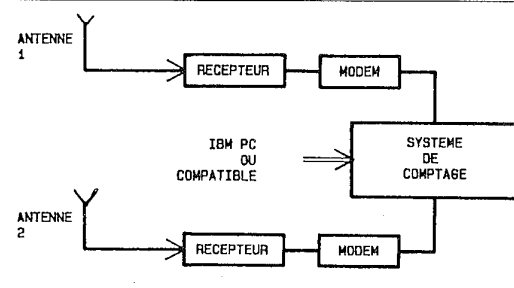 ANTENNE
1
RECEPTEUR
MODEM
IBM PC
OU
COMPATIBLE
SYSTEME
DE
COMPTAGE
ANTENNE
2
RECEPTEUR
MODEM